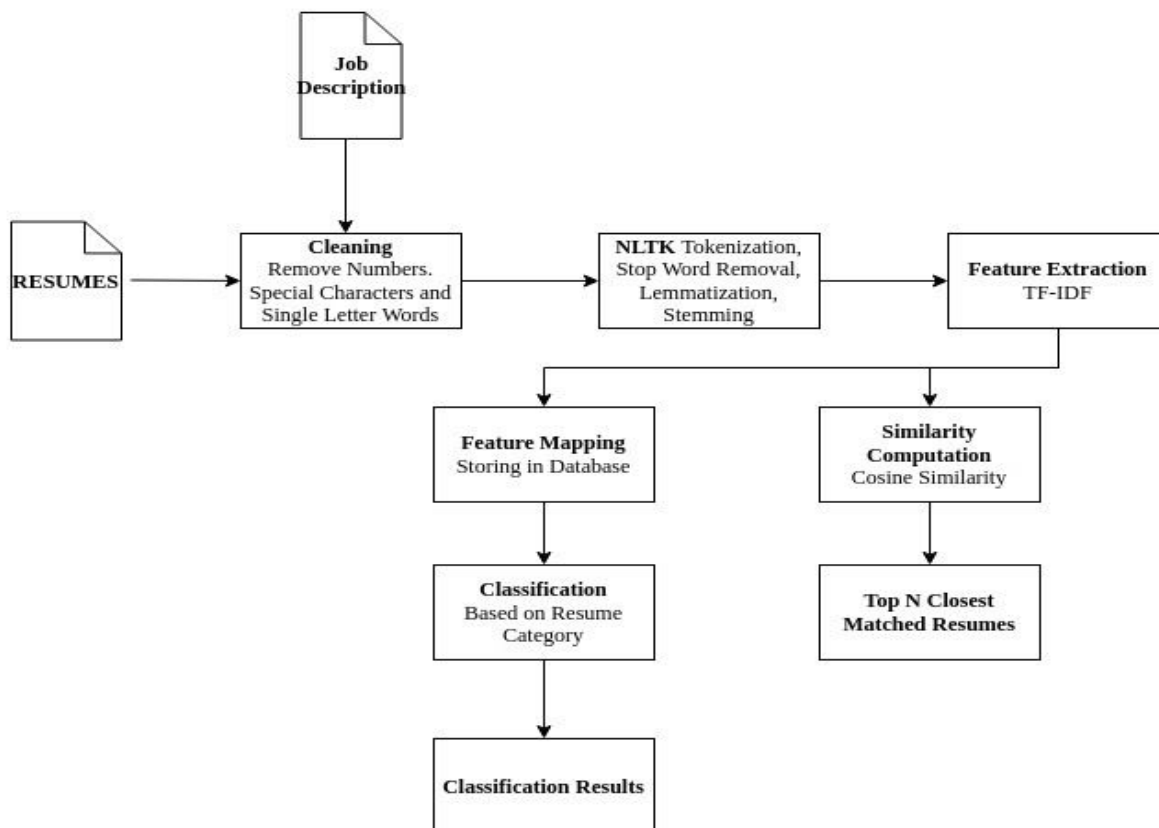 Job
Description
RESUMES
Cleaning
Remove Numbers.
Special Characters and
Single Letter Words
NLTK Tokenization,
Stop Word Removal,
Lemmatization,
Stemming
Feature Extraction
TF-IDF
Feature Mapping
Storing in Database
Similarity
Computation
Cosine Similarity
Classification
Based on Resume
Category
Top N Closest
Matched Resumes
Classification Results